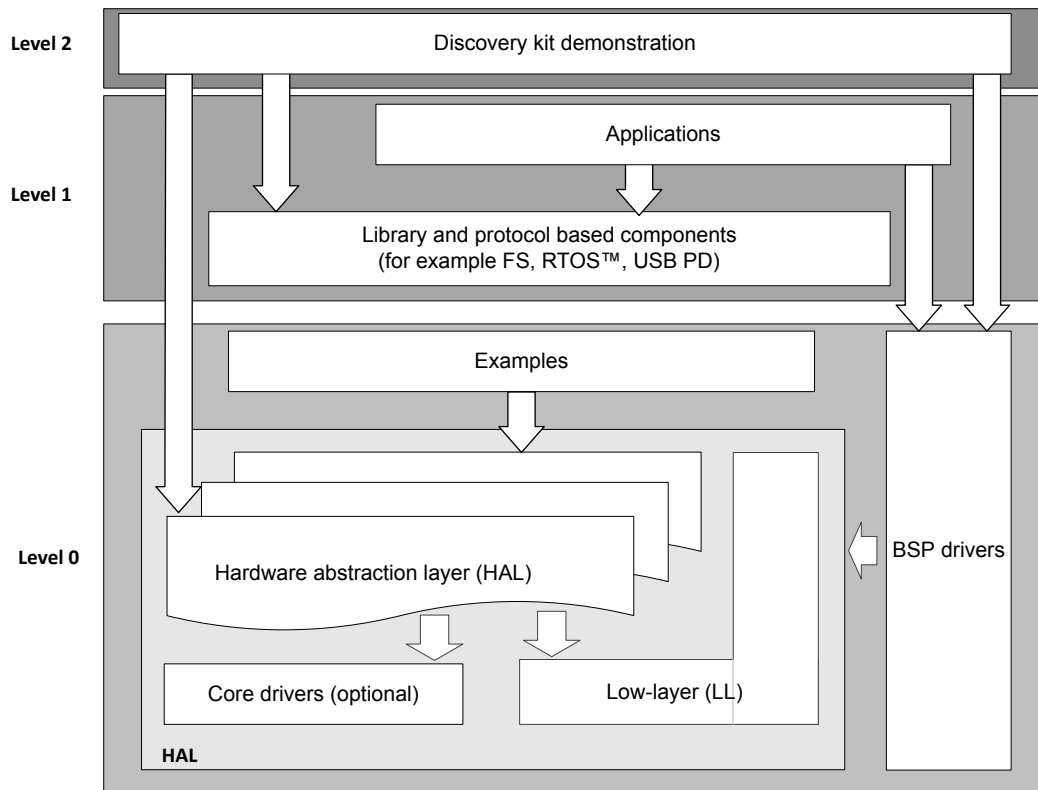 Level 2
Discovery kit demonstration
Applications
Level 1
Library and protocol based components
(for example FS, RTOS™, USB PD)
Examples
Level 0
Hardware abstraction layer (HAL)
BSP drivers
Core drivers (optional)
Low-layer (LL)
HAL